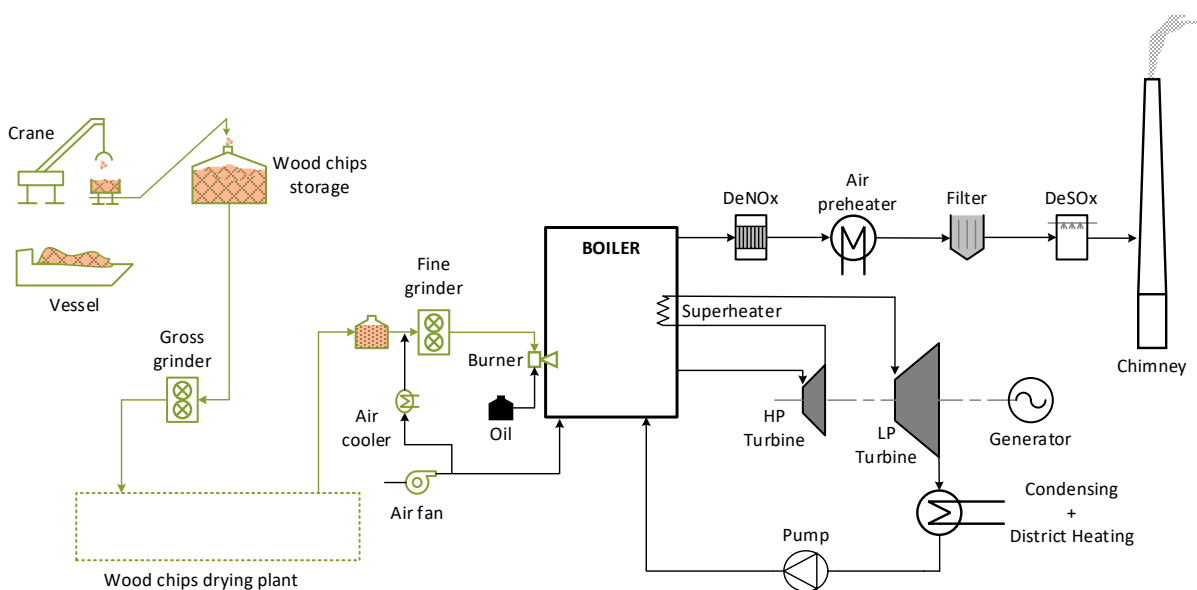 Crane
Wood chips
storage
Vessel
Gross
grinder
Wood chips drying plant
Fine
grinder
Burner
Oil
Air
cooler
Air fan
BOILER
Superheater
DeNOx
Air
preheater
Filter
DeSOx
Chimney
HP
Turbine
LP
Turbine
Generator
Condensing
+
District Heating
Pump